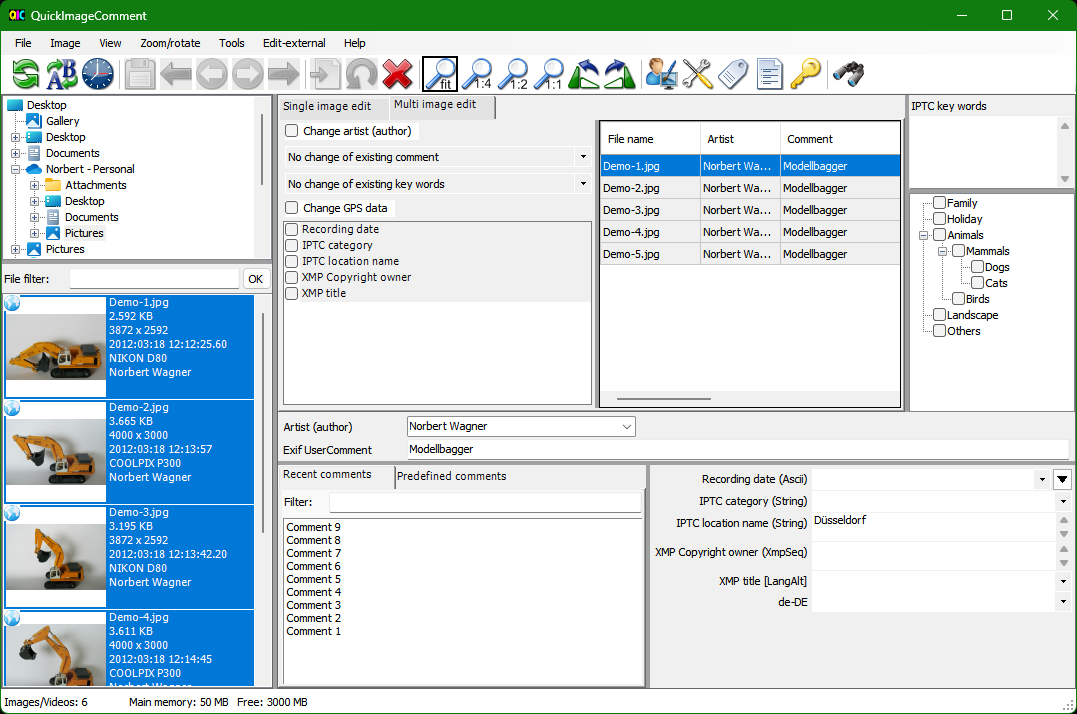 QIC QuickImageComment
File Image View Zoom/rotate Tools Edit-external Help
A B fit 1:4 1:2 1:1
Desktop
Gallery
Desktop
Documents
Norbert - Personal
Attachments
Desktop
Documents
Pictures
Pictures
File filter: OK
Demo-1.jpg
2.592 KB
3872 x 2592
2012:03:18 12:12:25.60
NIKON D80
Norbert Wagner
Demo-2.jpg
3.665 KB
4000 x 3000
2012:03:18 12:13:57
COOLPIX P300
Norbert Wagner
Demo-3.jpg
3.195 KB
3872 x 2592
2012:03:18 12:13:42.20
NIKON D80
Norbert Wagner
Demo-4.jpg
3.611 KB
4000 x 3000
2012:03:18 12:14:45
COOLPIX P300
Norbert Wagner
Single image edit Multi image edit
Change artist (author)
No change of existing comment
No change of existing key words
Change GPS data
Recording date
IPTC category
IPTC location name
XMP Copyright owner
XMP title
File name Artist Comment
Demo-1.jpg Norbert Wa... Modellbagger
Demo-2.jpg Norbert Wa... Modellbagger
Demo-3.jpg Norbert Wa... Modellbagger
Demo-4.jpg Norbert Wa... Modellbagger
Demo-5.jpg Norbert Wa... Modellbagger
IPTC key words
Family
Holiday
Animals
Mammals
Dogs
Cats
Birds
Landscape
Others
Artist (author) Norbert Wagner
Exif UserComment Modellbagger
Recent comments Predefined comments
Filter:
Comment 9
Comment 8
Comment 7
Comment 6
Comment 5
Comment 4
Comment 3
Comment 2
Comment 1
Recording date (Ascii)
IPTC category (String)
IPTC location name (String) Düsseldorf
XMP Copyright owner (XmpSeq)
XMP title [LangAlt]
de-DE
Images/Videos: 6 Main memory: 50 MB Free: 3000 MB